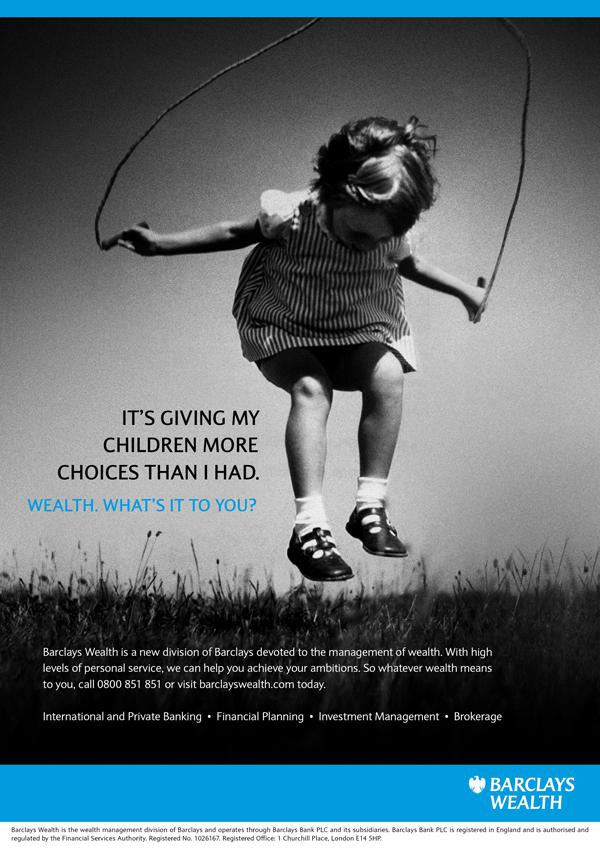 IT'S GIVING MY
CHILDREN MORE
CHOICES THAN I HAD.
WEALTH. WHAT'S IT TO YOU?
Barclays Wealth is a new division of Barclays devoted to the management of wealth. With high
levels of personal service, we can help you achieve your ambitions. So whatever wealth means
to you, call 0800 851 851 or visit barclayswealth.com today.
International and Private Banking • Financial Planning • Investment Management • Brokerage
BARCLAYS
WEALTH
Barclays Wealth is the wealth management division of Barclays and operates through Barclays Bank PLC and its subsidiaries. Barclays Bank PLC is registered in England and is authorised and
regulated by the Financial Services Authority. Registered No. 1026167. Registered Office: 1 Churchill Place, London E14 5HP.